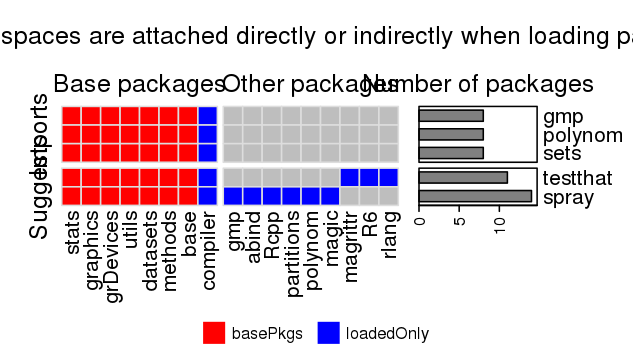 spaces are attached directly or indirectly when loading pa
Base packages
Other packages
Number of packages
Imports
Suggests
gmp
polynom
sets
testthat
spray
0
5
10
stats
graphics
grDevices
utils
datasets
methods
base
compiler
gmp
abind
Rcpp
partitions
polynom
magic
magrittr
R6
rlang
basePkgs
loadedOnly